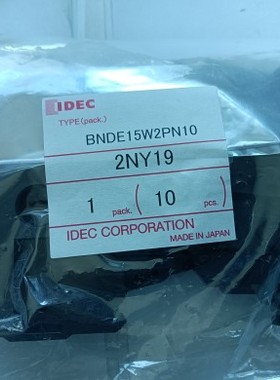 IDEC
TYPE(pack.)
BNDE15W2PN10
2NY19
1 pack. ( 10 pcs. )
IDEC CORPORATION
MADE IN JAPAN